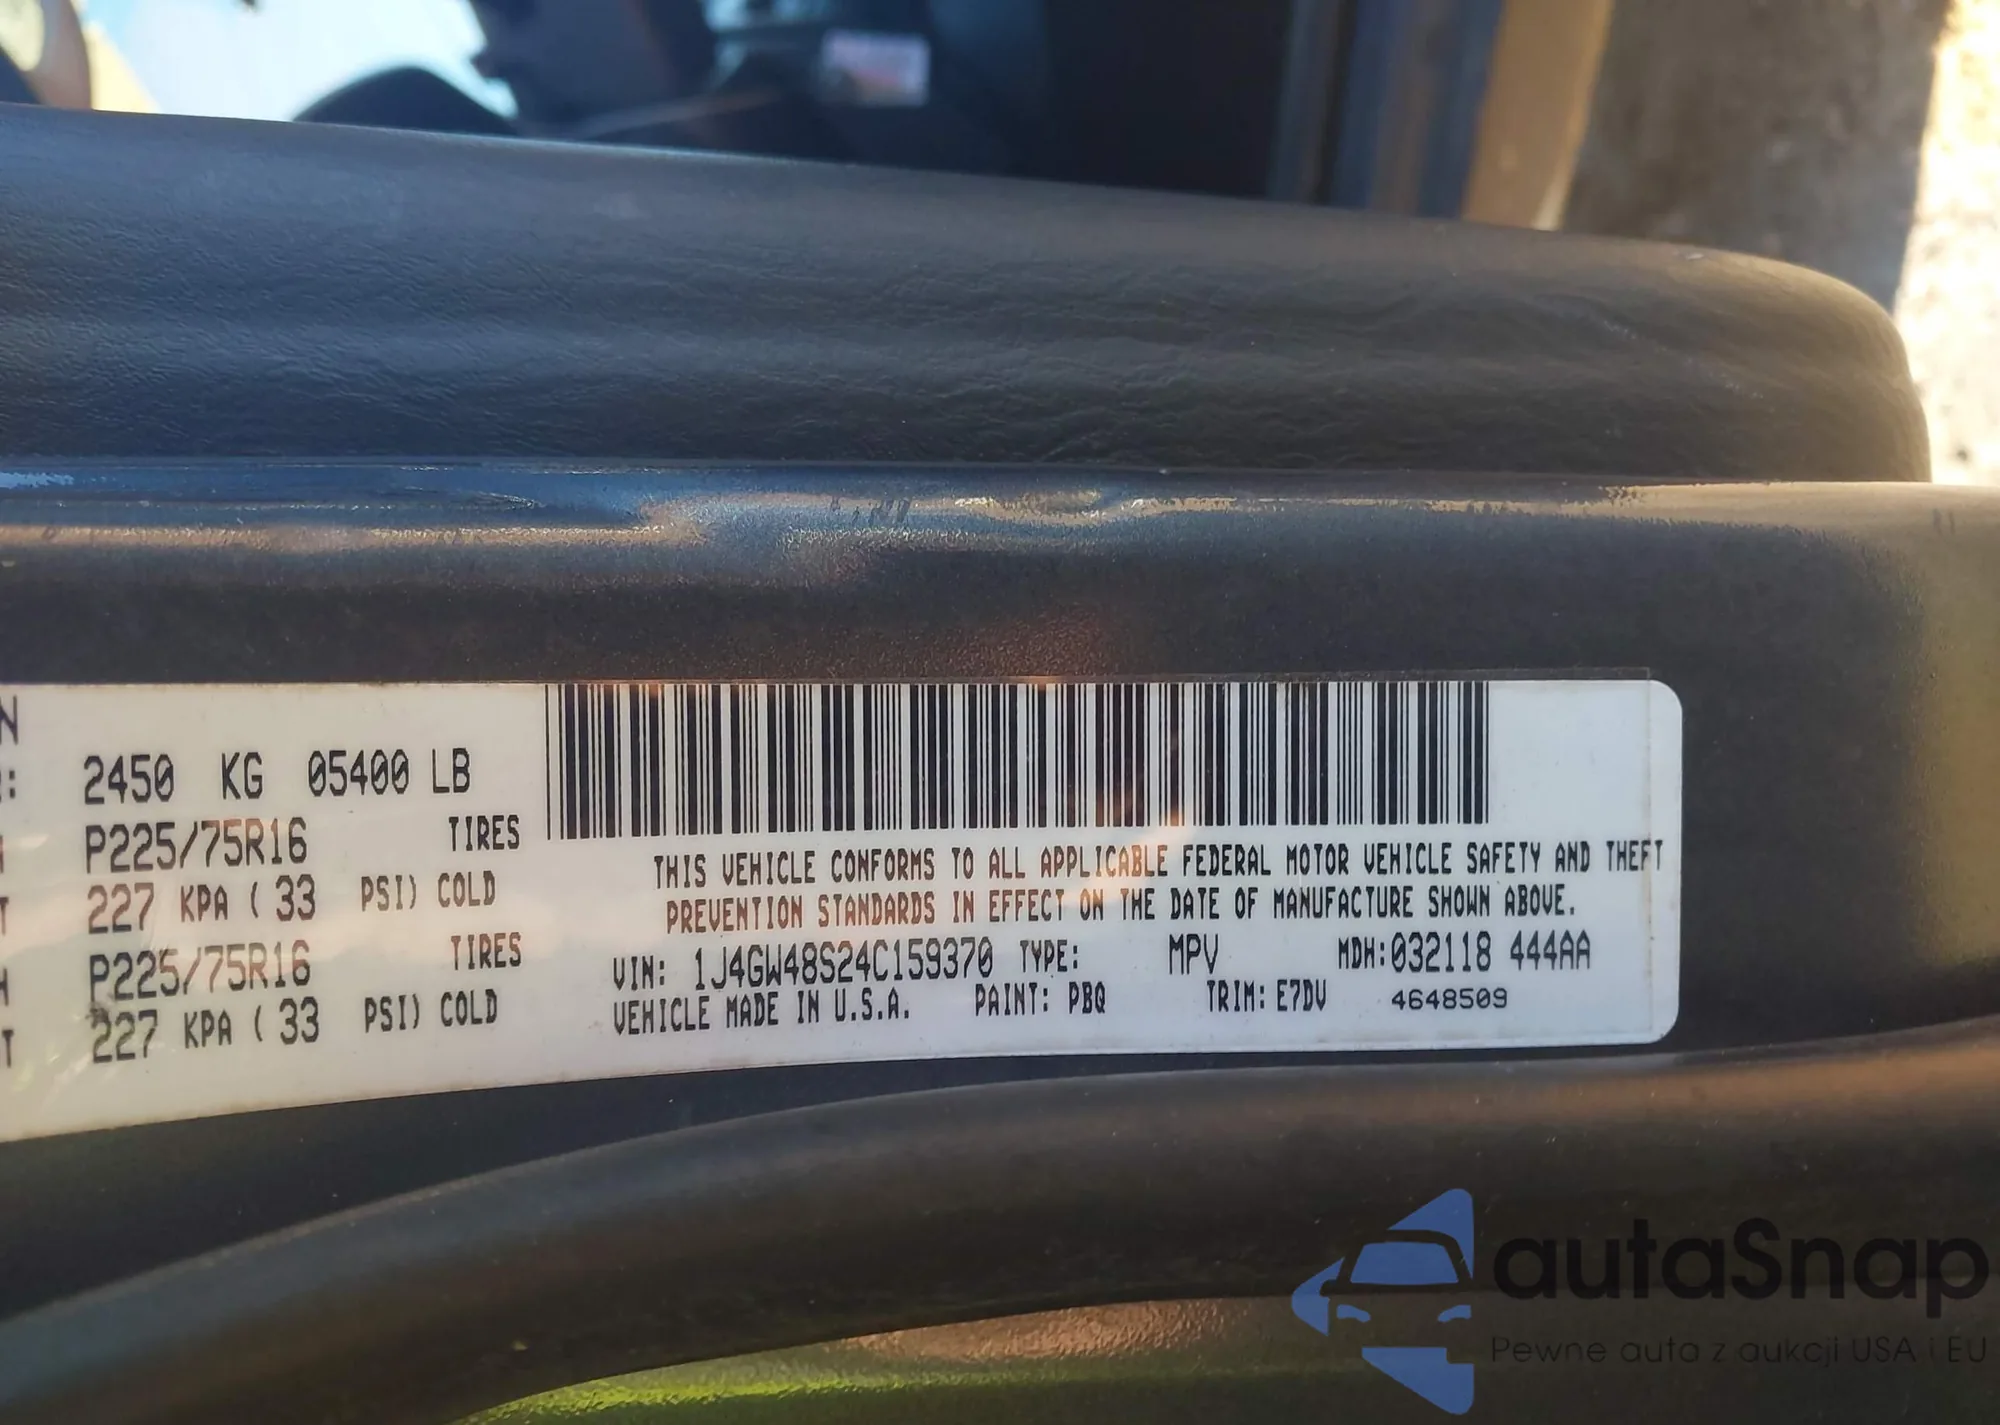 N
: 2450 KG 05400 LB
P225/75R16 TIRES
T 227 KPA ( 33 PSI) COLD
H P225/75R16 TIRES
T 227 KPA ( 33 PSI) COLD
THIS VEHICLE CONFORMS TO ALL APPLICABLE FEDERAL MOTOR VEHICLE SAFETY AND THEFT
PREVENTION STANDARDS IN EFFECT ON THE DATE OF MANUFACTURE SHOWN ABOVE.
VIN: 1J4GW48S24C159370 TYPE: MPV MDH:032118 444AA
VEHICLE MADE IN U.S.A. PAINT: PBQ TRIM: E7DV 4648509
autaSnap
Pewne auta z aukcji USA i EU